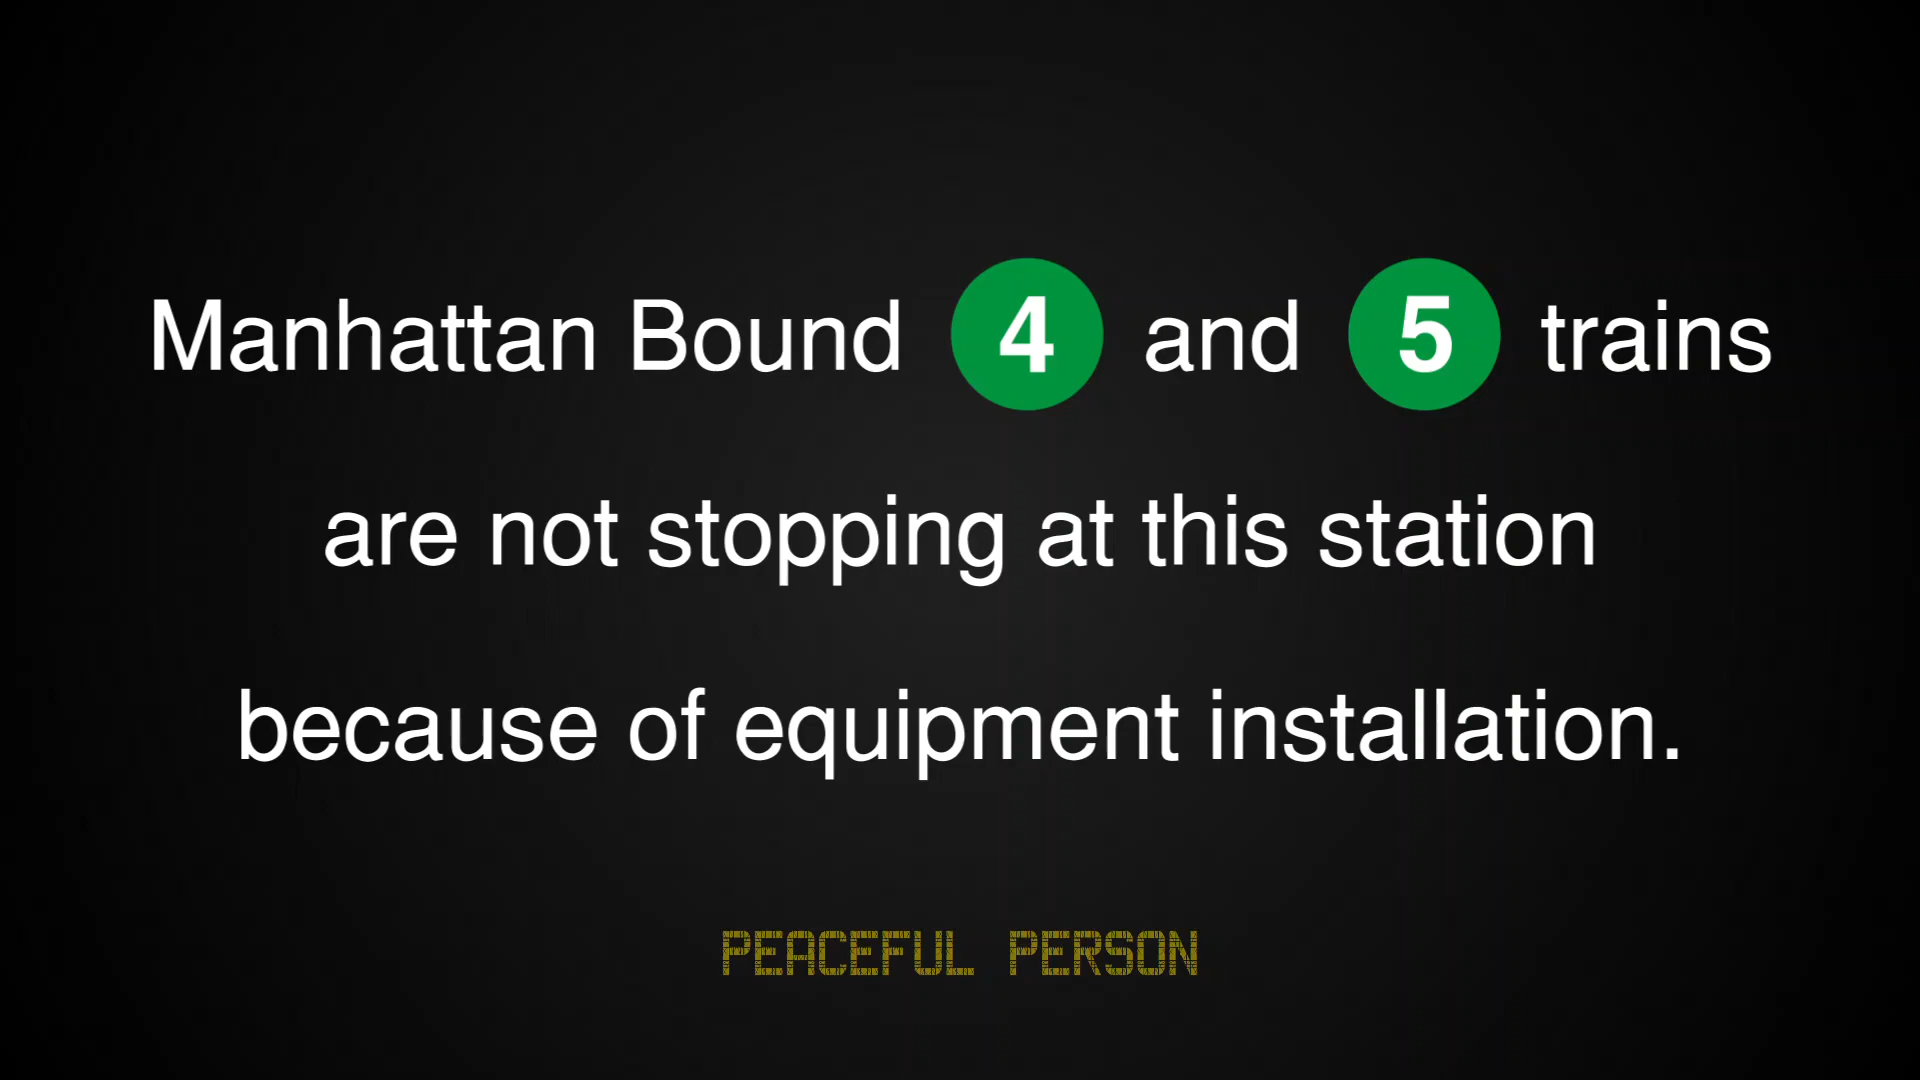 Manhattan Bound 4 and 5 trains
are not stopping at this station
because of equipment installation.
PEACEFUL PERSON